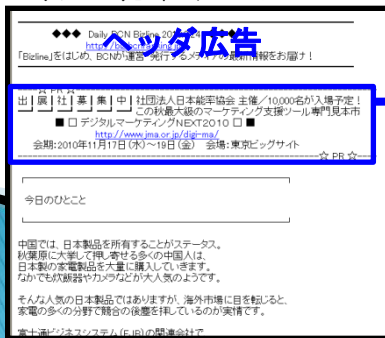 ヘッダ広告
◆◆◆ Daily BCN Bizline 2010
「Bizline」をはじめ、BCNが運営・発行するメディアの最新情報をお届け!
☆ PR ☆
出│展│社│募│集│中│社団法人日本能率協会 主催/10,000名が入場予定!
この秋最大級のマーケティング支援ツール専門見本市
■ □ デジタルマーケティングNEXT2010 □ ■
http://www.jma.or.jp/digi-ma/
会期:2010年11月17日(水)~19日(金) 会場:東京ビッグサイト
☆ PR ☆
今日のひとこと
中国では、日本製品を所有することがステータス。
秋葉原に大挙して押し寄せる多くの中国人は、
日本製の家電製品を大量に購入していきます。
なかでも炊飯器やカメラなどが大人気のようです。
そんな人気の日本製品ではありますが、海外市場に目を転じると、
家電の多くの分野で競合の後塵を拝しているのが実情です。
富士通ビジネスシステム(FJB)の関連会社で